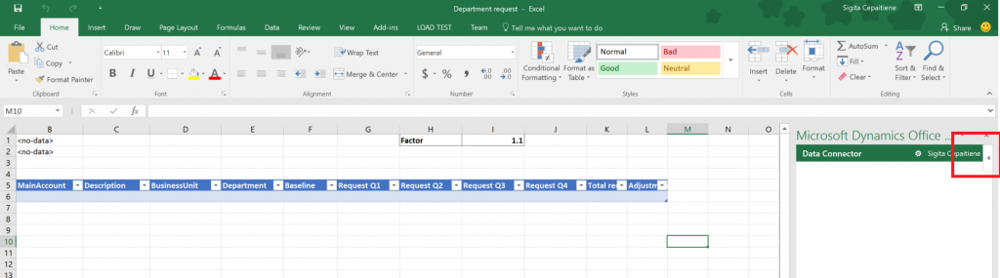 Department request - Excel
Sigita Cepaitiene
File Home Insert Draw Page Layout Formulas Data Review View Add-ins LOAD TEST Team Tell me what you want to do Share
Cut Calibri 11 Wrap Text General Normal Bad AutoSum
Paste Copy B I U Merge & Center $ % Conditional Formatting Format as Table Good Neutral Insert Delete Format Fill Sort & Filter Find & Select
Format Painter Clear
Clipboard Font Alignment Number Styles Cells Editing
M10 fx
B C D E F G H I J K L M N O
1 <no-data> Factor 1.1
2 <no-data>
3
4
5 MainAccount Description BusinessUnit Department Baseline Request Q1 Request Q2 Request Q3 Request Q4 Total re Adjustm
6
7
8
9
10
11
12
13
Microsoft Dynamics Office ...
Data Connector Sigita Cepaitiene